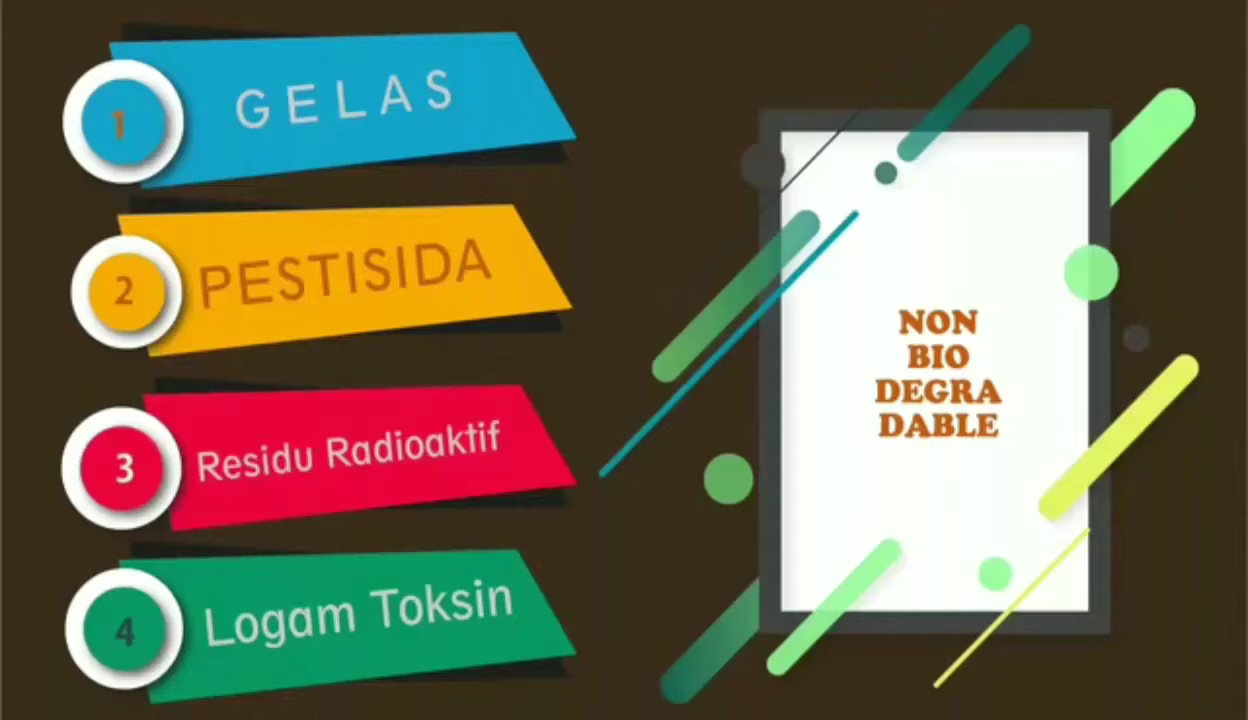 1
GELAS
2
PESTISIDA
3
Residu Radioaktif
4
Logam Toksin
NON
BIO
DEGRA
DABLE